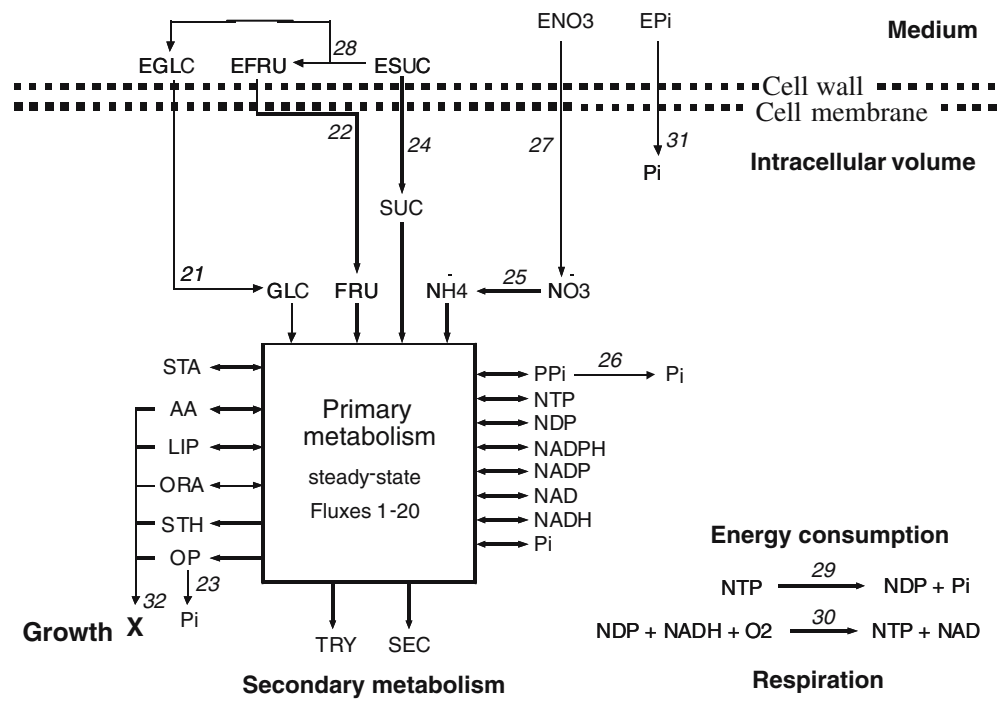 ENO3 EPi
Medium
28
EGLC EFRU ESUC
Cell wall
Cell membrane
22 24 27 31
Intracellular volume
Pi
SUC
21 25
GLC FRU NH4 - NO3 -
STA
AA
LIP
ORA
STH
OP
23
32
Growth X
Pi
Primary
metabolism
steady-state
Fluxes 1-20
PPi 26 Pi
NTP
NDP
NADPH
NADP
NAD
NADH
Pi
TRY SEC
Secondary metabolism
Energy consumption
NTP 29 NDP + Pi
NDP + NADH + O2 30 NTP + NAD
Respiration